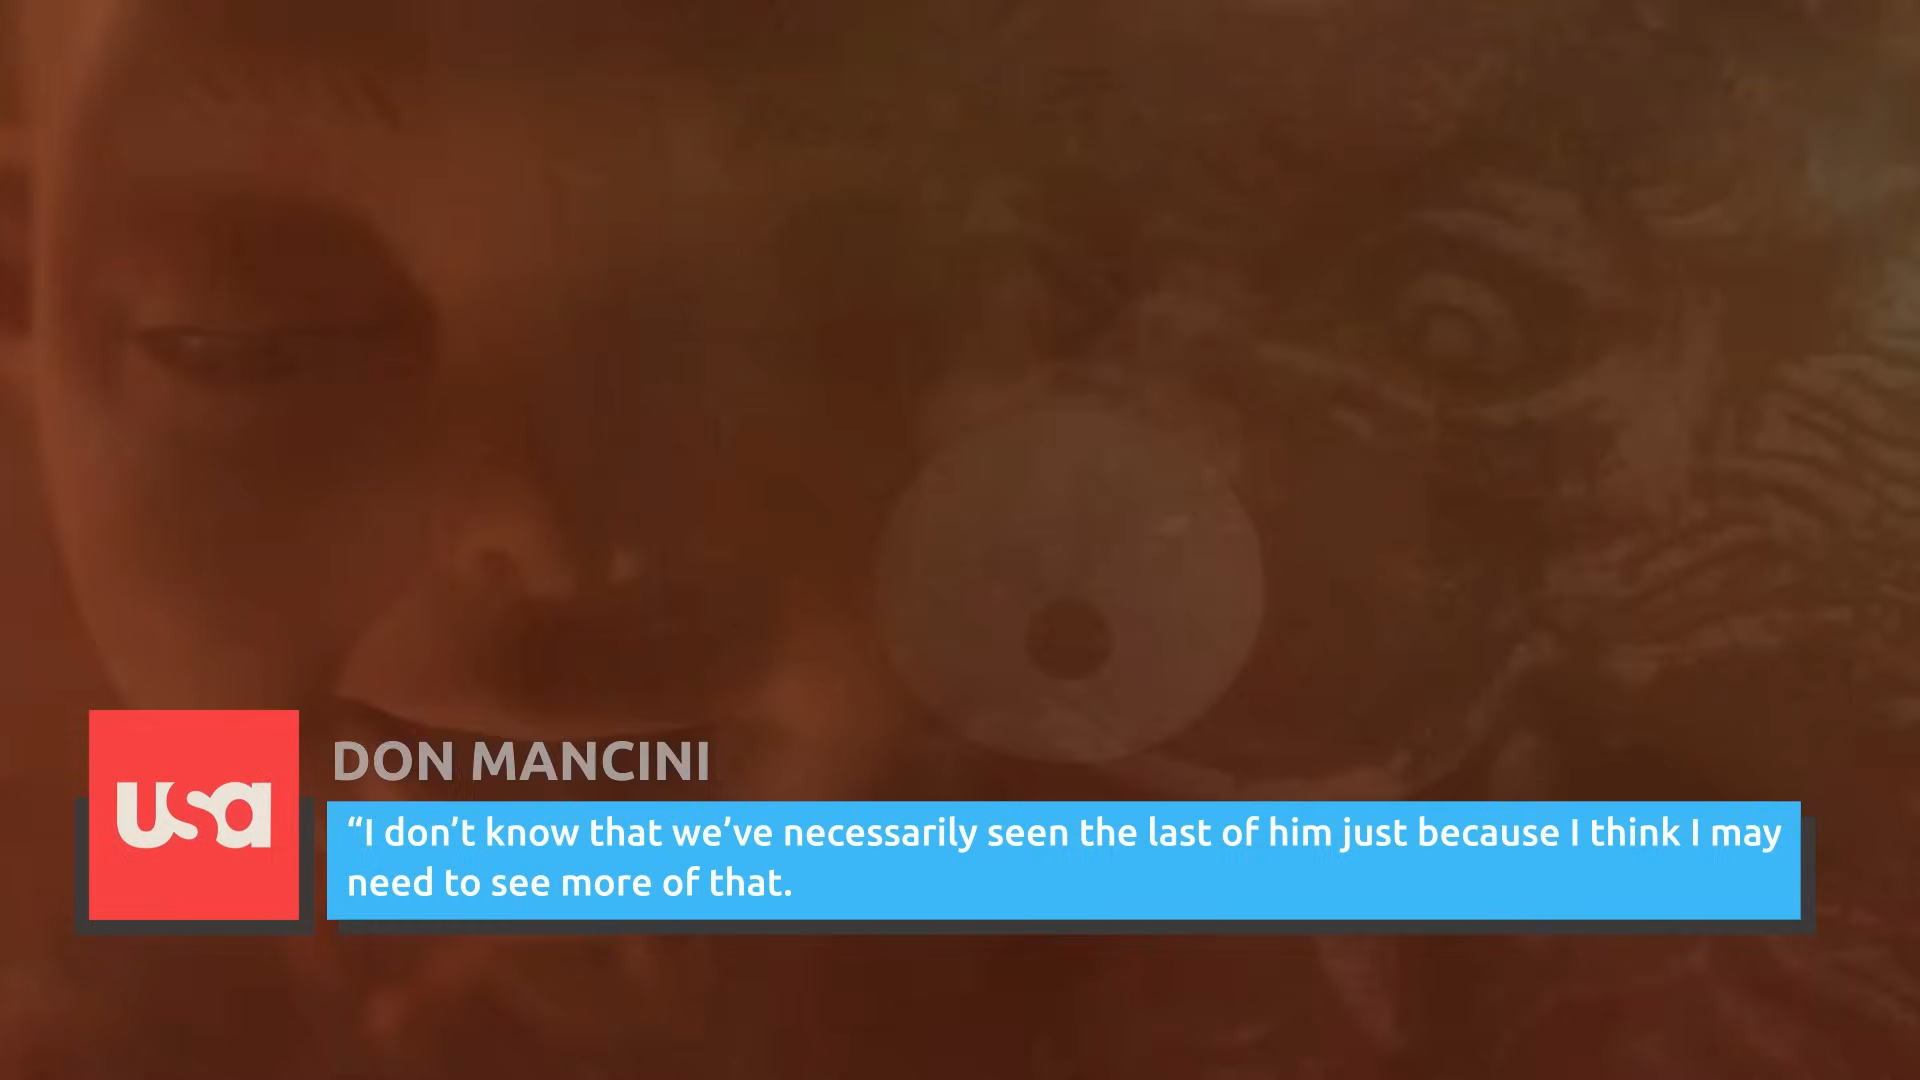 usa
DON MANCINI
“I don’t know that we’ve necessarily seen the last of him just because I think I may
need to see more of that.